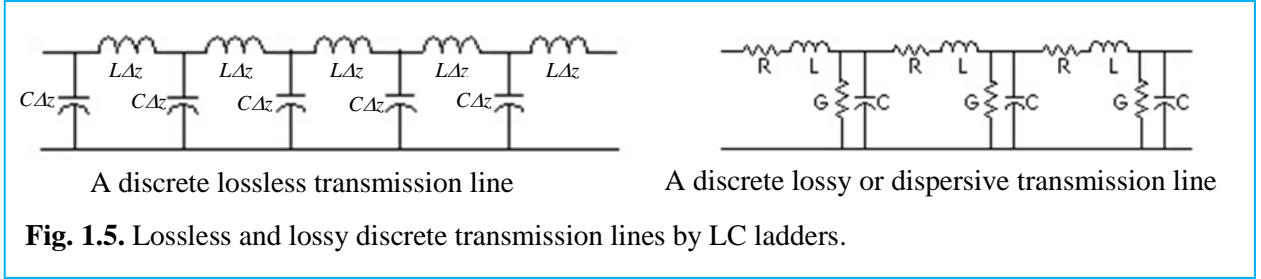 LΔz LΔz LΔz LΔz LΔz
CΔz CΔz CΔz CΔz CΔz
R L R L R L
G C G C G C
A discrete lossless transmission line
A discrete lossy or dispersive transmission line
Fig. 1.5. Lossless and lossy discrete transmission lines by LC ladders.